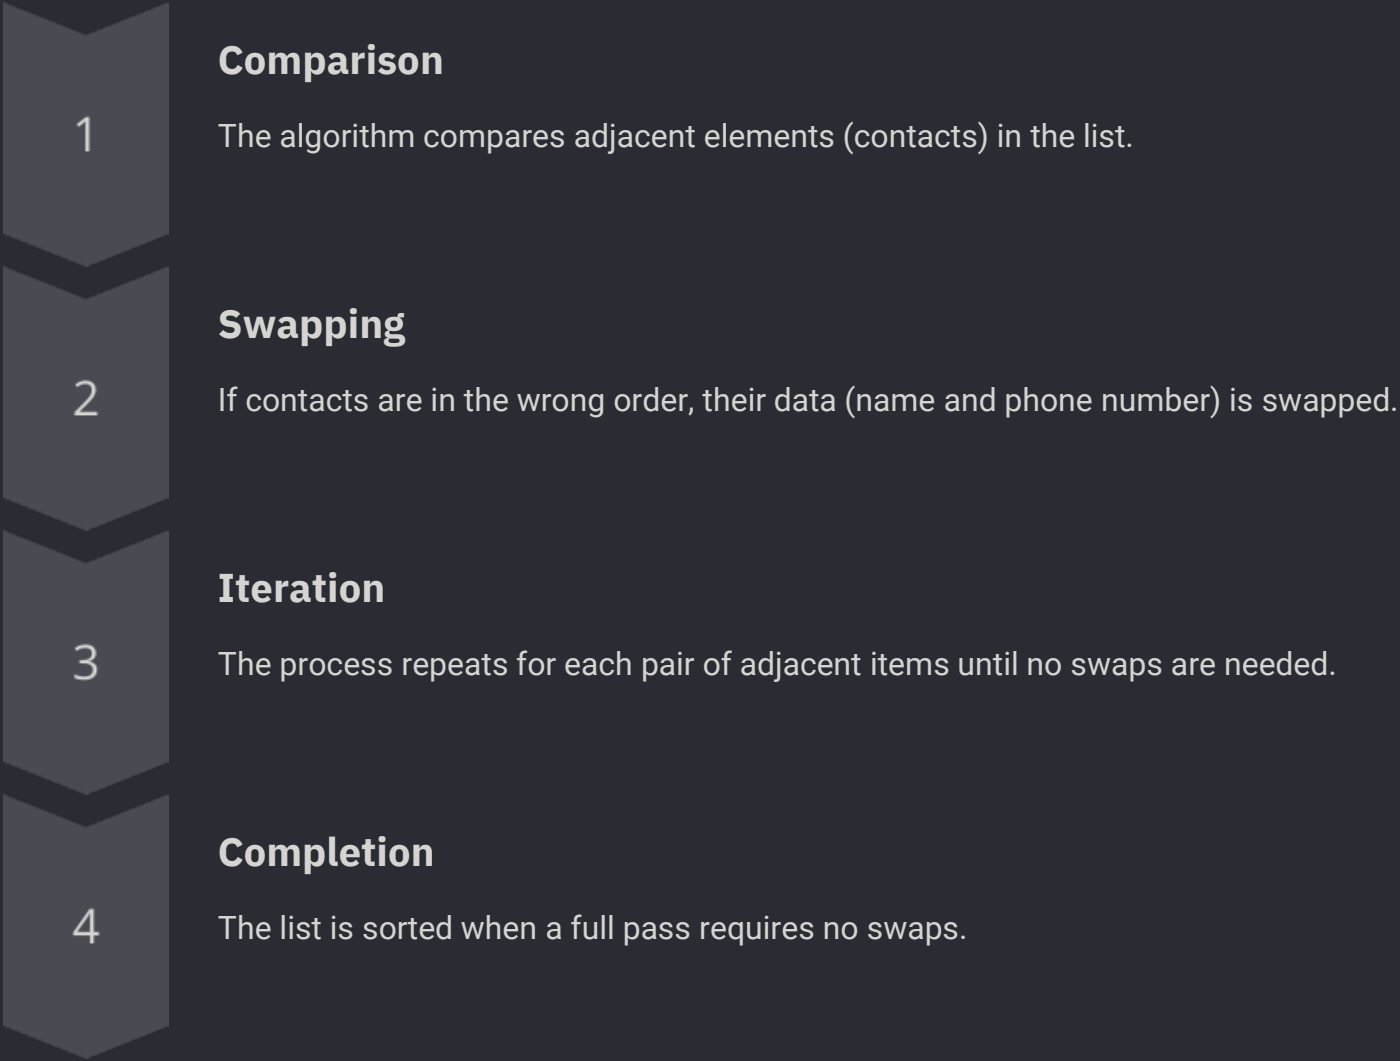 1
Comparison
The algorithm compares adjacent elements (contacts) in the list.
2
Swapping
If contacts are in the wrong order, their data (name and phone number) is swapped.
3
Iteration
The process repeats for each pair of adjacent items until no swaps are needed.
4
Completion
The list is sorted when a full pass requires no swaps.